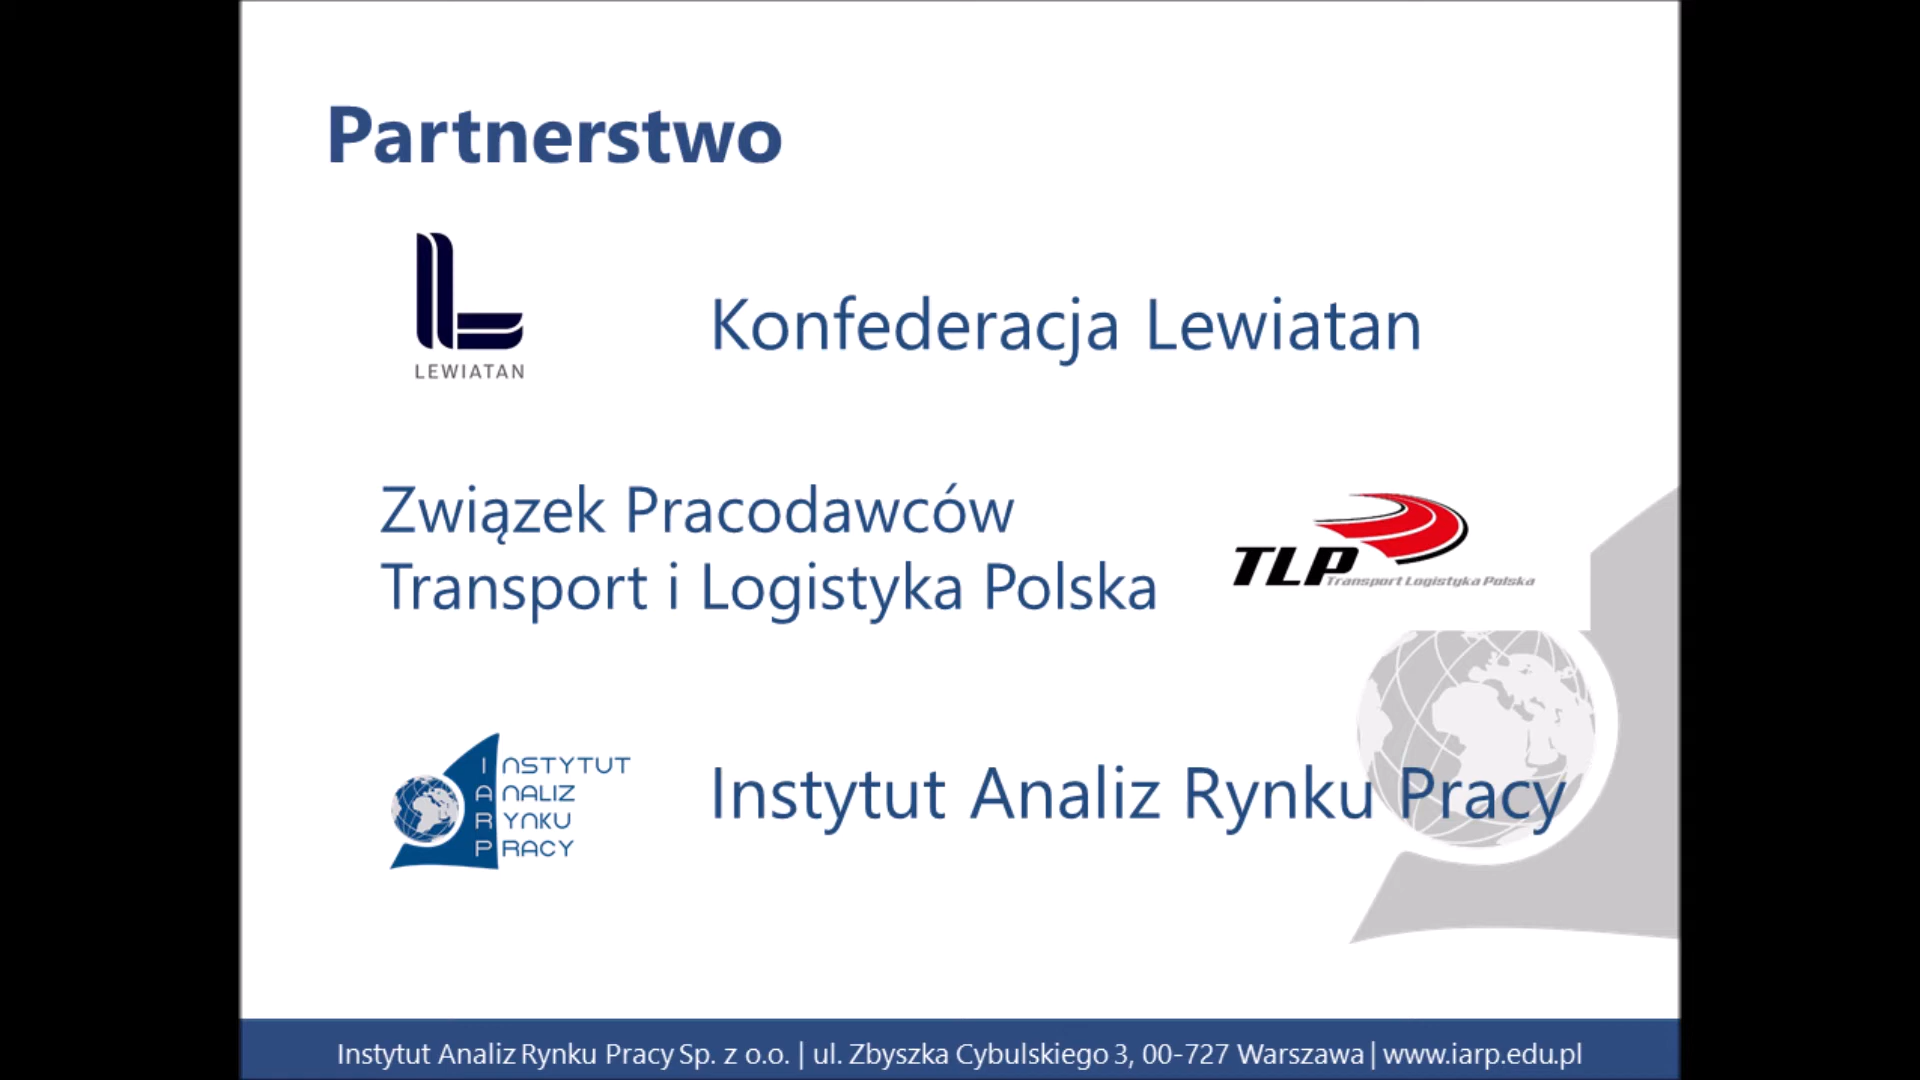 Partnerstwo
LEWIATAN
Konfederacja Lewiatan
Związek Pracodawców
Transport i Logistyka Polska
TLP Transport Logistyka Polska
INSTYTUT
ANALIZ
RYNKU
PRACY
Instytut Analiz Rynku Pracy
Instytut Analiz Rynku Pracy Sp. z o.o. | ul. Zbyszka Cybulskiego 3, 00-727 Warszawa | www.iarp.edu.pl